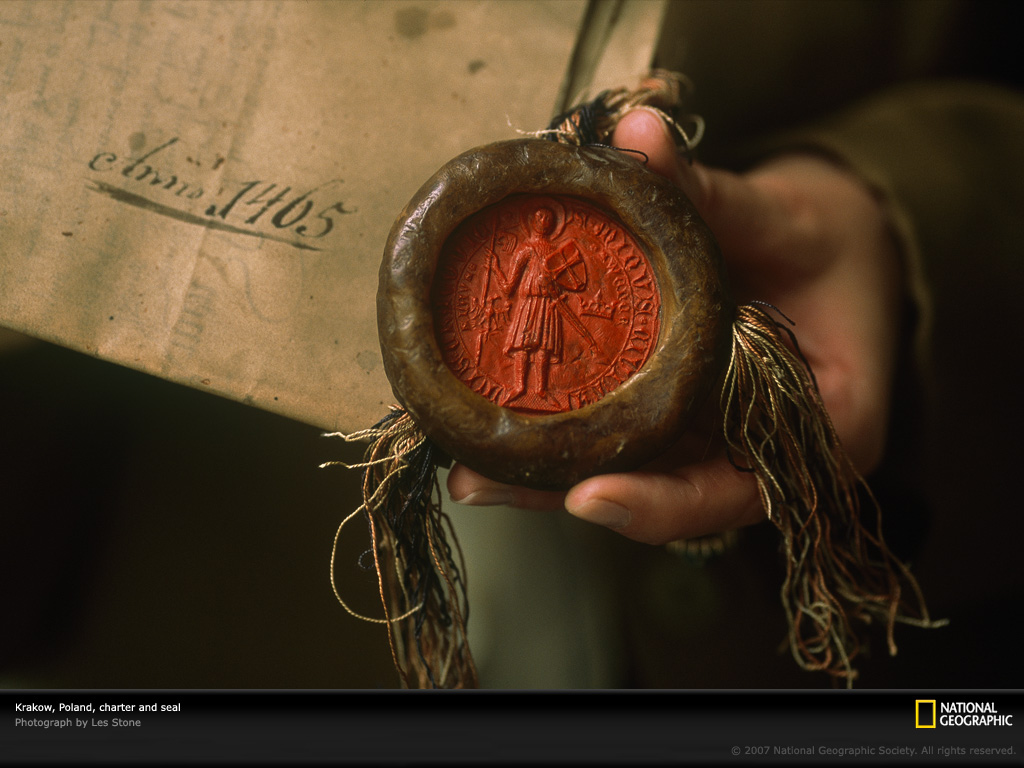 Anno 1465
Krakow, Poland, charter and seal
Photograph by Les Stone
NATIONAL
GEOGRAPHIC
© 2007 National Geographic Society. All rights reserved.